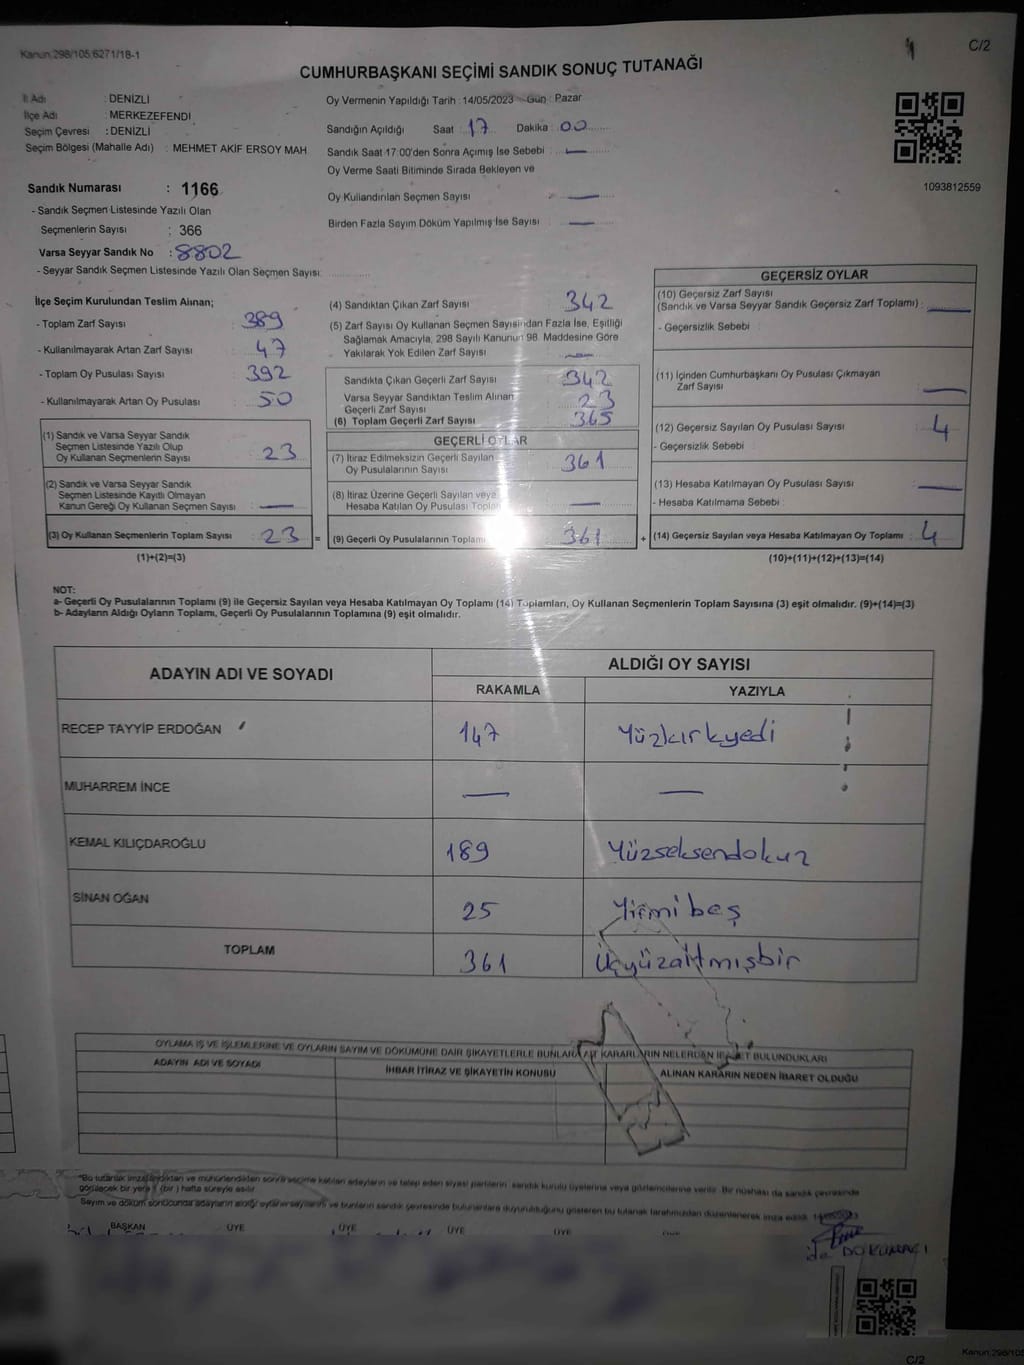 Kanun:298/105;6271/18-1
C/2
CUMHURBAŞKANI SEÇİMİ SANDIK SONUÇ TUTANAĞI
İl Adı : DENİZLİ
İlçe Adı : MERKEZEFENDİ
Seçim Çevresi : DENİZLİ
Seçim Bölgesi (Mahalle Adı) : MEHMET AKİF ERSOY MAH.
Sandık Numarası : 1166
- Sandık Seçmen Listesinde Yazılı Olan
Seçmenlerin Sayısı : 366
Varsa Seyyar Sandık No : 8802
- Seyyar Sandık Seçmen Listesinde Yazılı Olan Seçmen Sayısı:
Oy Vermenin Yapıldığı Tarih : 14/05/2023 Gün : Pazar
Sandığın Açıldığı Saat : 17 Dakika : 00
Sandık Saat 17:00'den Sonra Açımış İse Sebebi : —
Oy Verme Saati Bitiminde Sırada Bekleyen ve
Oy Kullandırılan Seçmen Sayısı : —
Birden Fazla Sayım Döküm Yapılmış İse Sayısı : —
1093812559
İlçe Seçim Kurulundan Teslim Alınan;
- Toplam Zarf Sayısı : 389
- Kullanılmayarak Artan Zarf Sayısı : 47
- Toplam Oy Pusulası Sayısı : 392
- Kullanılmayarak Artan Oy Pusulası : 50
(1) Sandık ve Varsa Seyyar Sandık
Seçmen Listesinde Yazılı Olup
Oy Kullanan Seçmenlerin Sayısı : 23
(2) Sandık ve Varsa Seyyar Sandık
Seçmen Listesinde Kayıtlı Olmayan
Kanun Gereği Oy Kullanan Seçmen Sayısı : —
(3) Oy Kullanan Seçmenlerin Toplam Sayısı : 23
(1)+(2)=(3)
(4) Sandıktan Çıkan Zarf Sayısı : 342
(5) Zarf Sayısı Oy Kullanan Seçmen Sayısından Fazla İse, Eşitliği
Sağlamak Amacıyla, 298 Sayılı Kanunun 98. Maddesine Göre
Yakılarak Yok Edilen Zarf Sayısı : —
Sandıkta Çıkan Geçerli Zarf Sayısı : 342
Varsa Seyyar Sandıktan Teslim Alınan
Geçerli Zarf Sayısı : 23
(6) Toplam Geçerli Zarf Sayısı : 365
GEÇERLİ OYLAR
(7) İtiraz Edilmeksizin Geçerli Sayılan
Oy Pusulalarının Sayısı : 361
(8) İtiraz Üzerine Geçerli Sayılan veya
Hesaba Katılan Oy Pusulası Toplamı : —
= (9) Geçerli Oy Pusulalarının Toplamı : 361
GEÇERSİZ OYLAR
(10) Geçersiz Zarf Sayısı
(Sandık ve Varsa Seyyar Sandık Geçersiz Zarf Toplamı) : —
- Geçersizlik Sebebi :
(11) İçinden Cumhurbaşkanı Oy Pusulası Çıkmayan
Zarf Sayısı : —
(12) Geçersiz Sayılan Oy Pusulası Sayısı : 4
- Geçersizlik Sebebi :
(13) Hesaba Katılmayan Oy Pusulası Sayısı : —
- Hesaba Katılmama Sebebi :
+ (14) Geçersiz Sayılan veya Hesaba Katılmayan Oy Toplamı : 4
(10)+(11)+(12)+(13)=(14)
NOT:
a- Geçerli Oy Pusulalarının Toplamı (9) ile Geçersiz Sayılan veya Hesaba Katılmayan Oy Toplamı (14) Toplamları, Oy Kullanan Seçmenlerin Toplam Sayısına (3) eşit olmalıdır. (9)+(14)=(3)
b- Adayların Aldığı Oyların Toplamı, Geçerli Oy Pusulalarının Toplamına (9) eşit olmalıdır.
ADAYIN ADI VE SOYADI
ALDIĞI OY SAYISI
RAKAMLA YAZIYLA
RECEP TAYYİP ERDOĞAN 147 Yüzkırkyedi
MUHARREM İNCE — —
KEMAL KILIÇDAROĞLU 189 Yüzseksendokuz
SİNAN OĞAN 25 Yirmibeş
TOPLAM 361 Üçyüzaltmışbir
OYLAMA İŞ VE İŞLEMLERİNE VE OYLARIN SAYIM VE DÖKÜMÜNE DAİR ŞİKAYETLERLE BUNLARA AİT KARARLARIN NELERDEN İBARET BULUNDUKLARI
ADAYIN ADI VE SOYADI İHBAR İTİRAZ VE ŞİKAYETİN KONUSU ALINAN KARARIN NEDEN İBARET OLDUĞU
*Bu tutanak imzalandıktan ve mühürlendikten sonra seçime katılan adayların ve talep eden siyasi partilerin sandık kurulu üyelerine veya gözlemcilerine verilir. Bir nüshası da sandık çevresinde
görülecek bir yere 1 (bir) hafta süreyle asılır.
Sayım ve döküm sonucunda adayların aldığı oyların sayılarını ve bunların sandık çevresinde bulunanlara duyurulduğunu gösteren bu tutanak tarafımızdan düzenlenerek imza edildi.
BAŞKAN ÜYE ÜYE ÜYE ÜYE
C/2
Kanun:298/105